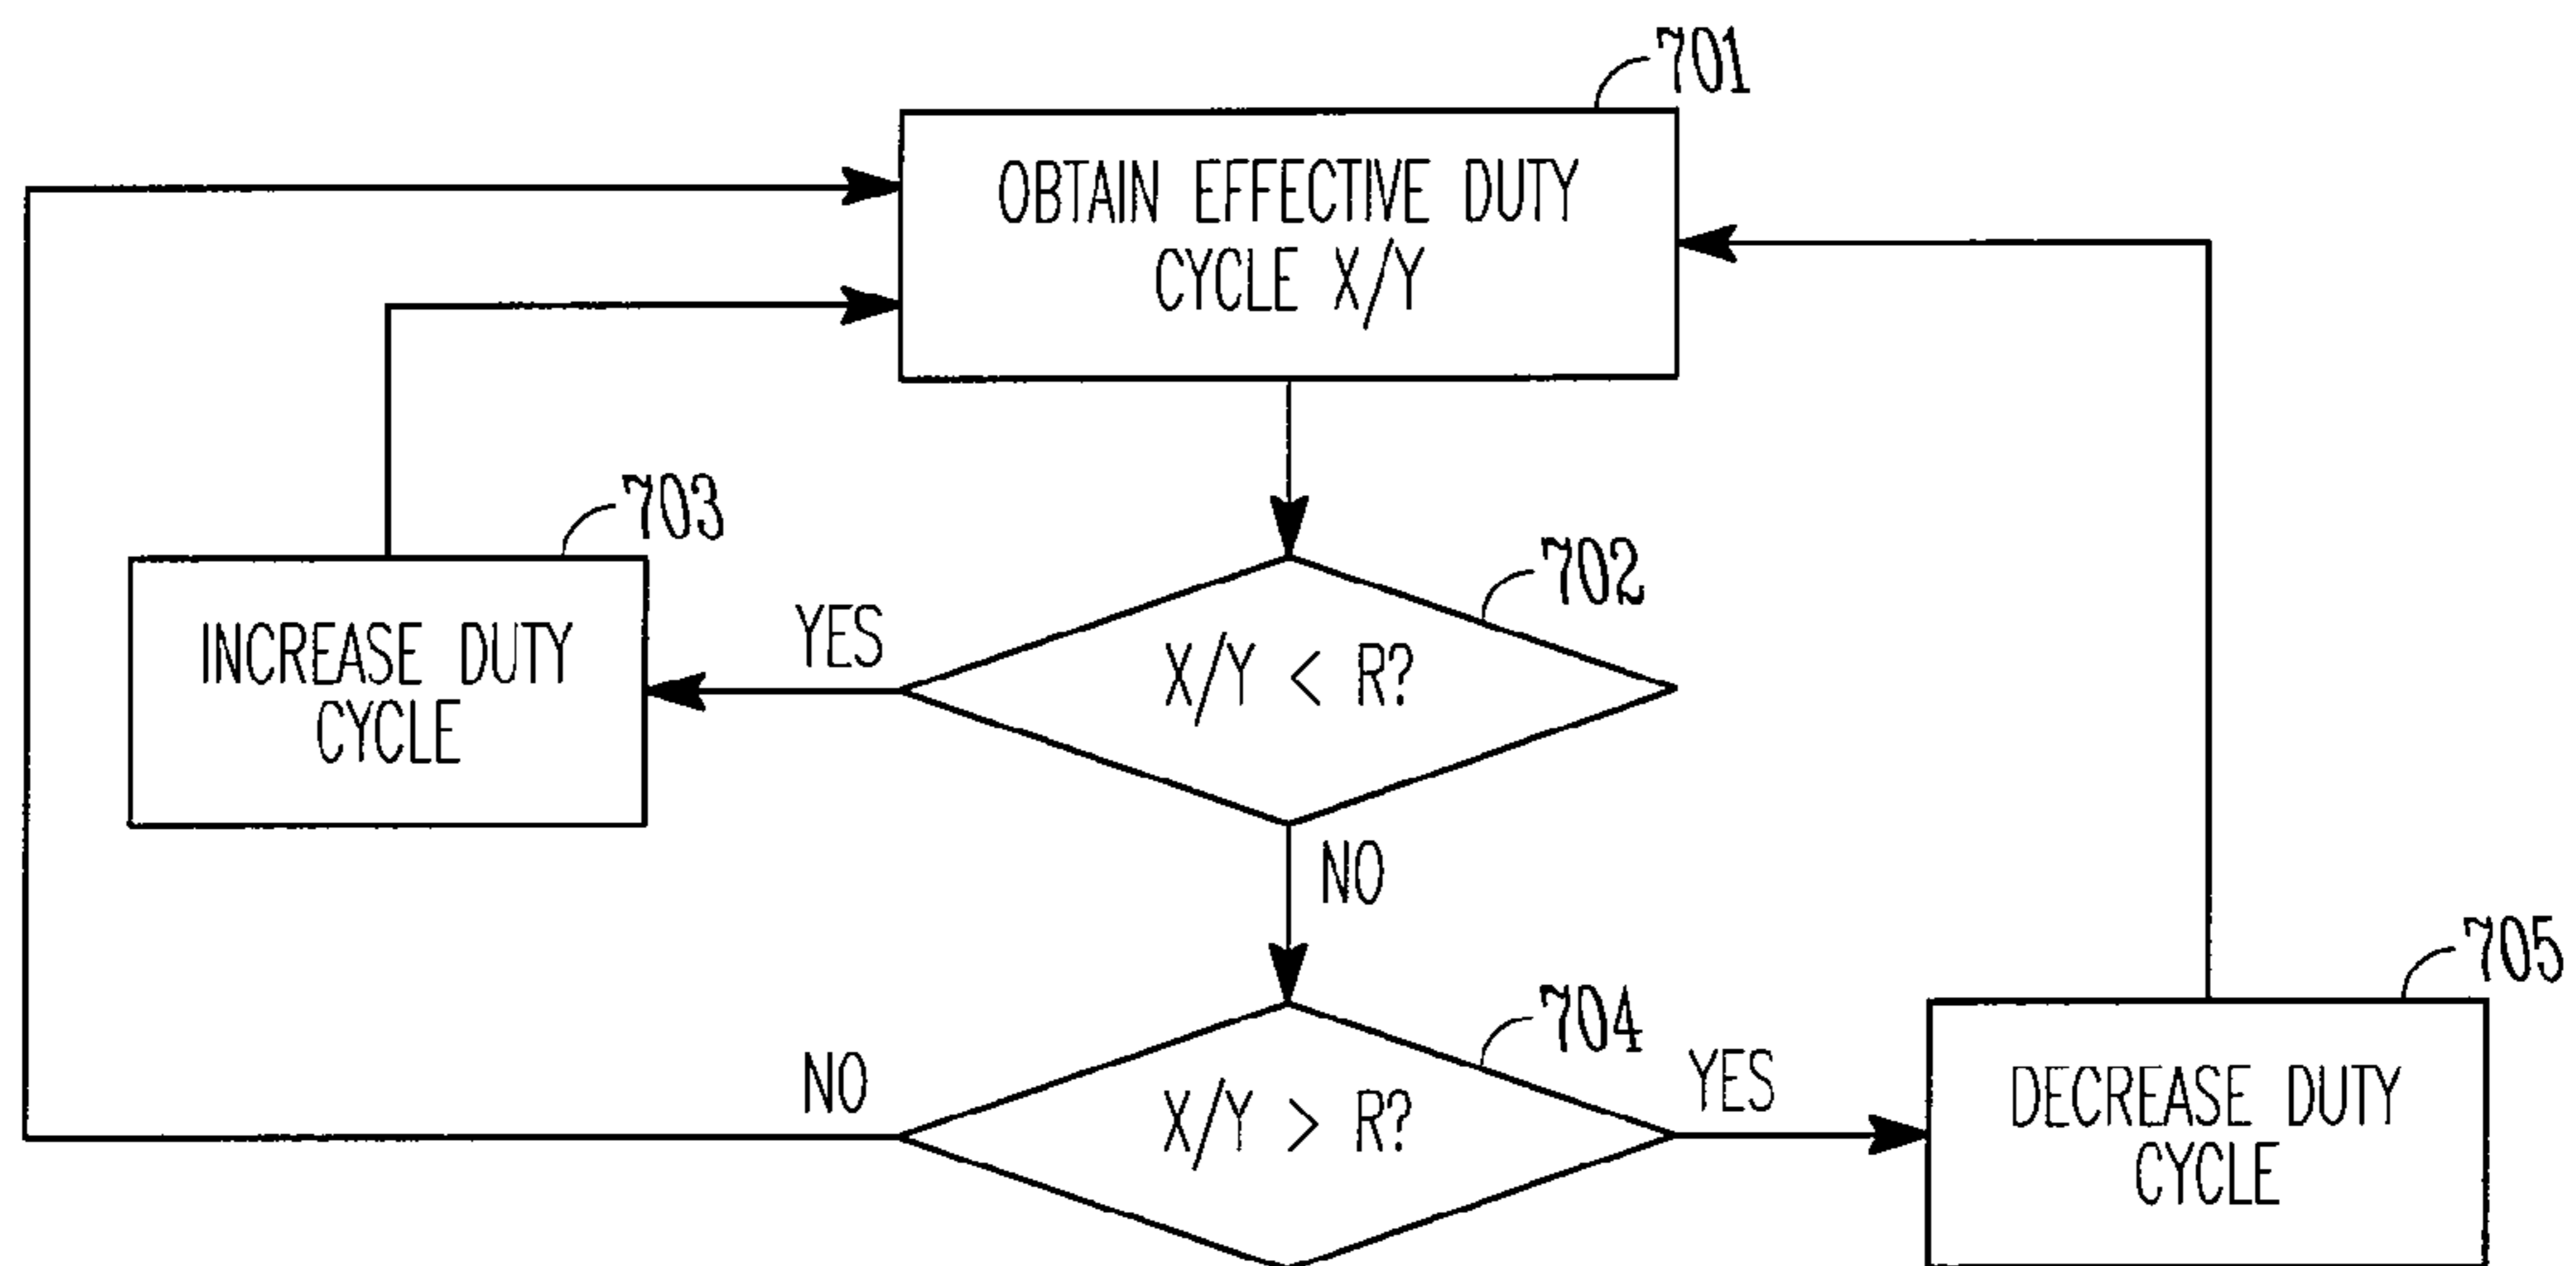 701
OBTAIN EFFECTIVE DUTY
CYCLE X/Y
703
INCREASE DUTY
CYCLE
YES
702
X/Y < R?
NO
704
X/Y > R?
NO
YES
705
DECREASE DUTY
CYCLE